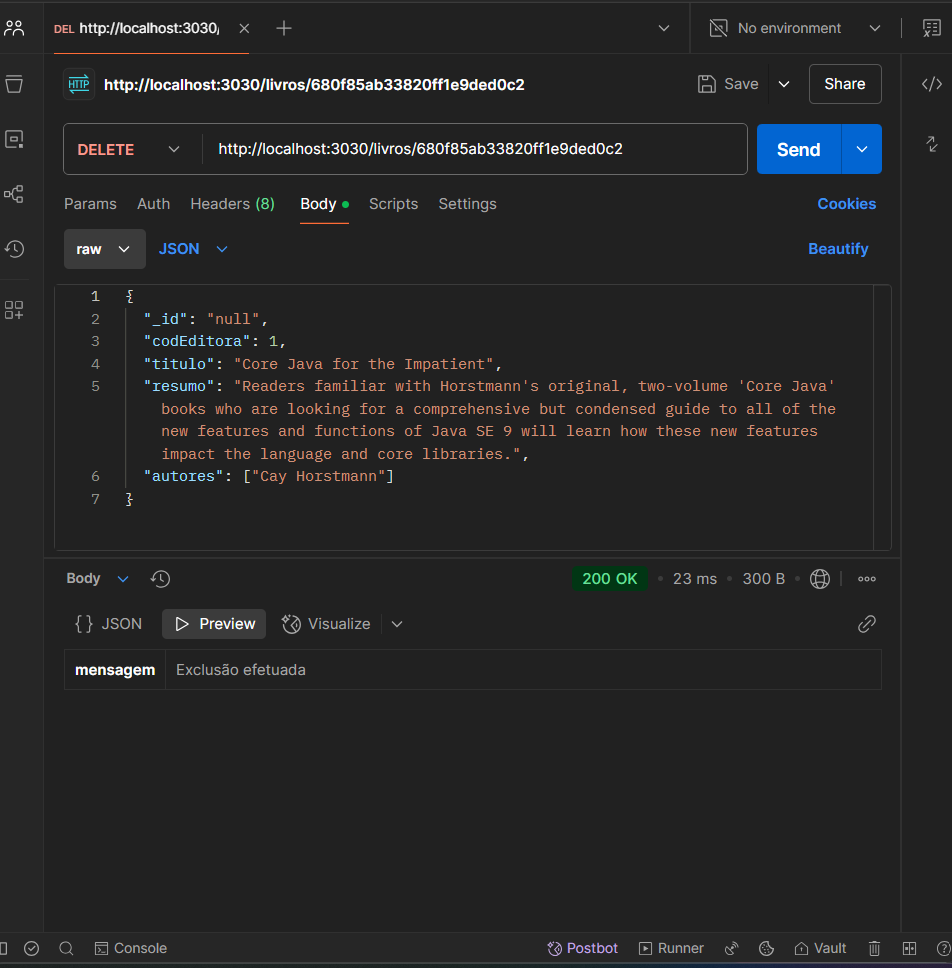 DEL http://localhost:3030/
No environment
HTTP http://localhost:3030/livros/680f85ab33820ff1e9ded0c2
Save
Share
DELETE
http://localhost:3030/livros/680f85ab33820ff1e9ded0c2
Send
Params Auth Headers (8) Body Scripts Settings Cookies
raw JSON Beautify
1 {
2 "_id": "null",
3 "codEditora": 1,
4 "titulo": "Core Java for the Impatient",
5 "resumo": "Readers familiar with Horstmann's original, two-volume 'Core Java'
books who are looking for a comprehensive but condensed guide to all of the
new features and functions of Java SE 9 will learn how these new features
impact the language and core libraries.",
6 "autores": ["Cay Horstmann"]
7 }
Body 200 OK • 23 ms • 300 B •
{} JSON Preview Visualize
mensagem Exclusão efetuada
Console Postbot Runner Vault